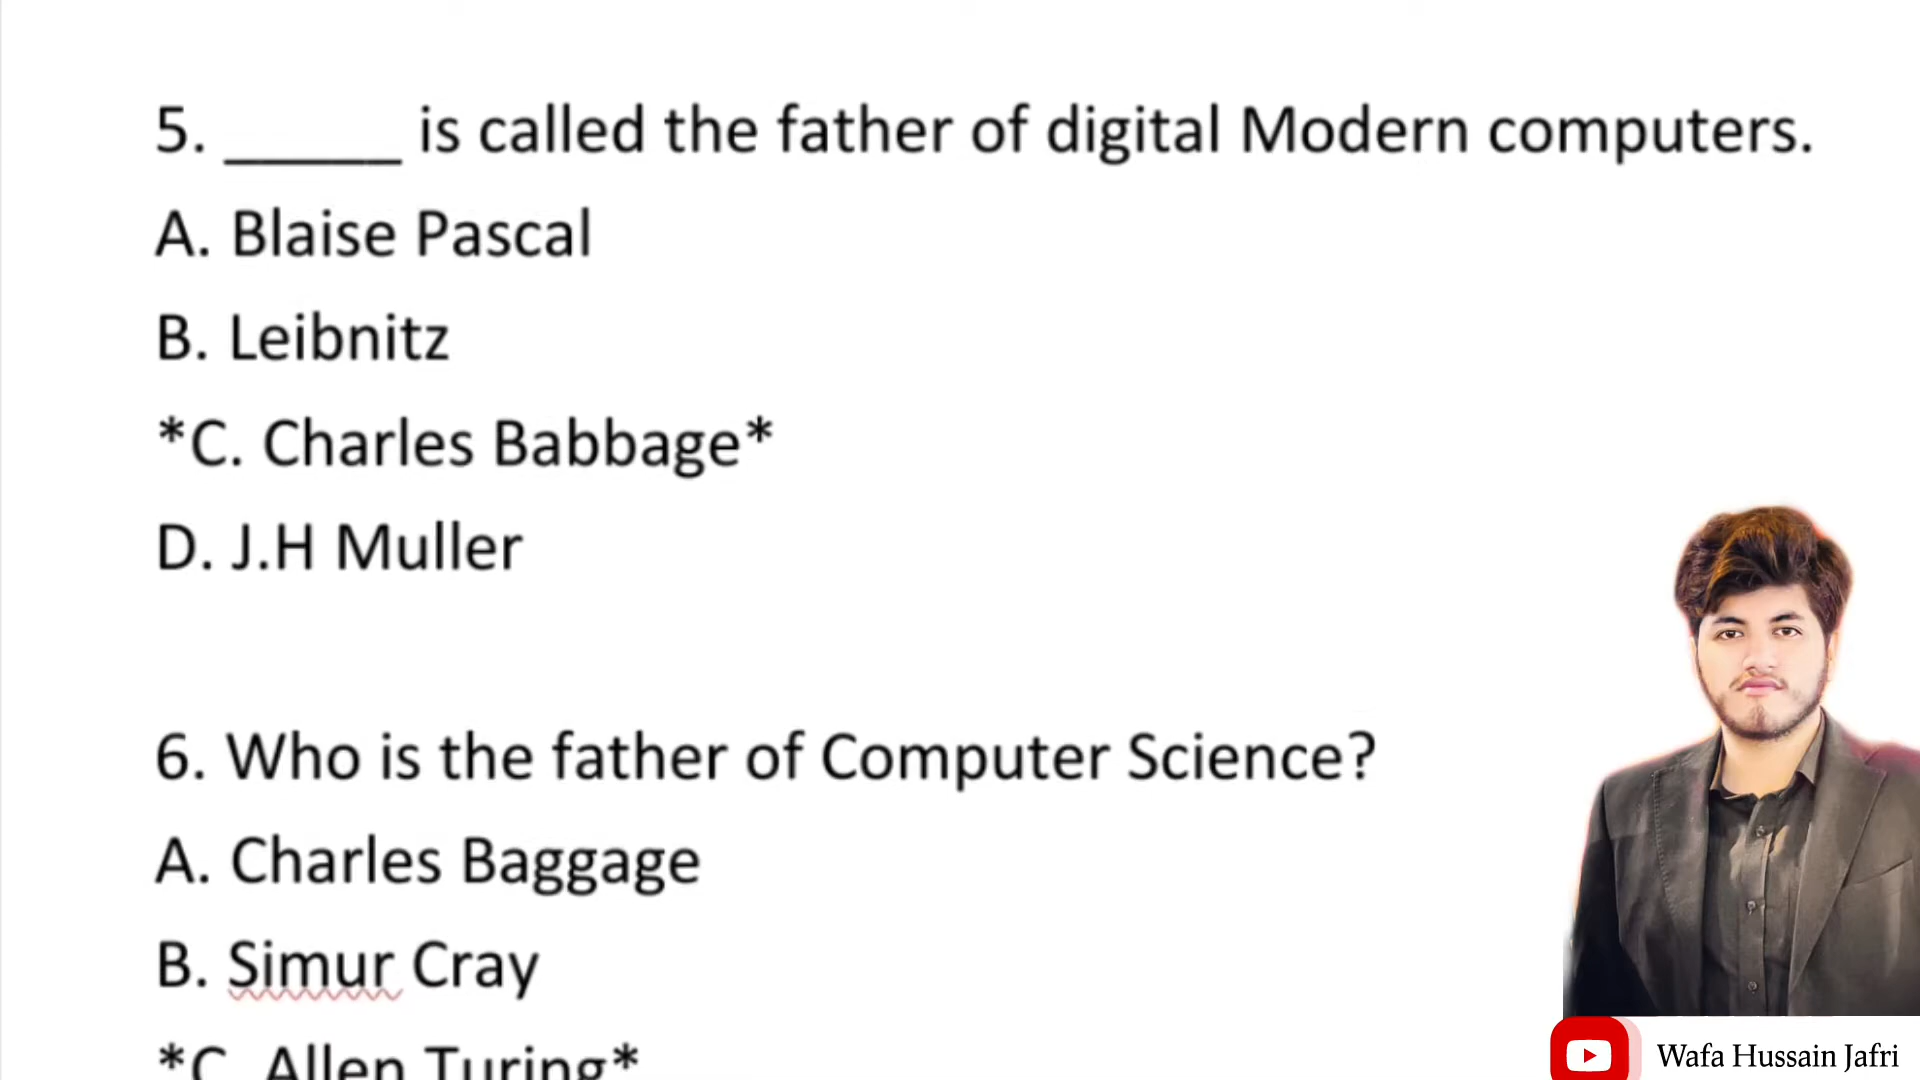 5. _____ is called the father of digital Modern computers.
A. Blaise Pascal
B. Leibnitz
*C. Charles Babbage*
D. J.H Muller
6. Who is the father of Computer Science?
A. Charles Baggage
B. Simur Cray
*C. Allen Turing*
Wafa Hussain Jafri